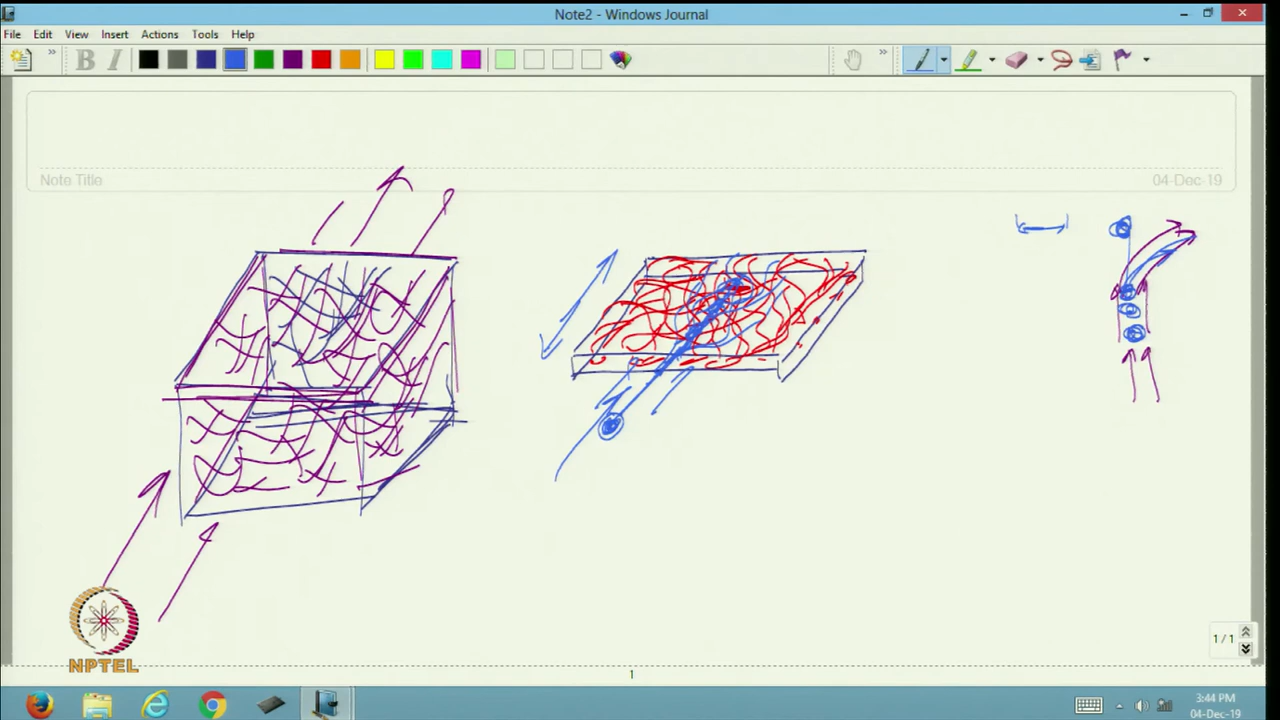 Note2 - Windows Journal
File Edit View Insert Actions Tools Help
B I
Note Title
04-Dec-19
NPTEL
1/1
1
3:44 PM
04-Dec-19